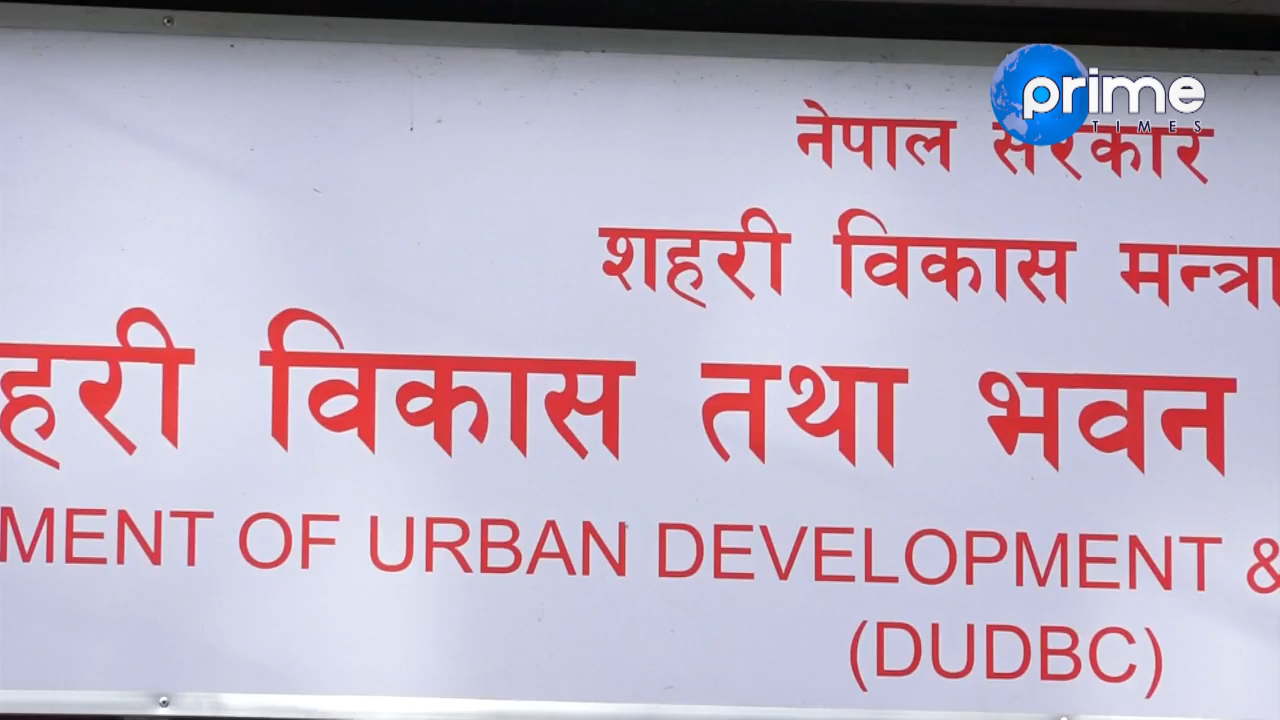 prime
TIMES
नेपाल सरकार
शहरी विकास मन्त्रा
हरी विकास तथा भवन
MENT OF URBAN DEVELOPMENT &
(DUDBC)